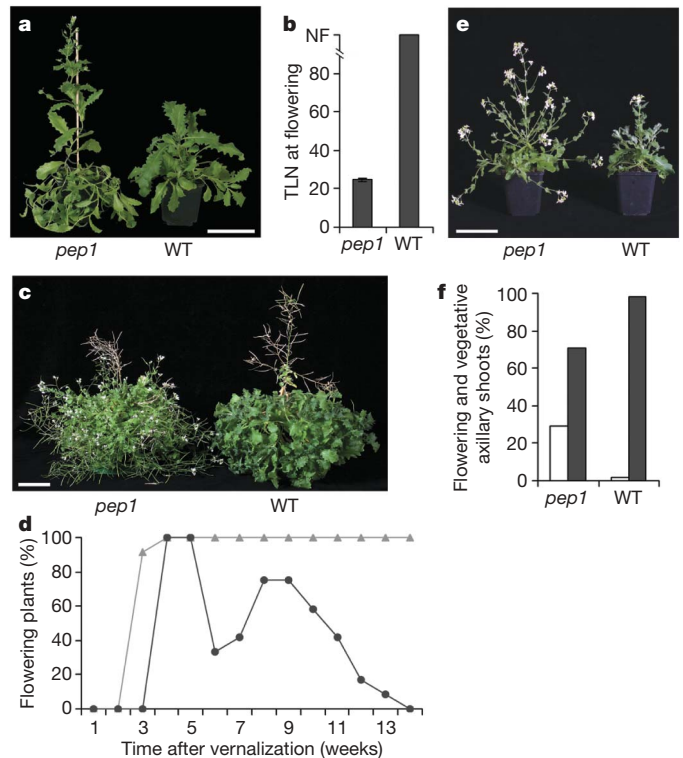 a
pep1 WT
b
TLN at flowering
NF
80
60
40
20
0
pep1 WT
e
pep1 WT
c
pep1 WT
f
Flowering and vegetative
axillary shoots (%)
100
80
60
40
20
0
pep1 WT
d
Flowering plants (%)
100
80
60
40
20
0
1 3 5 7 9 11 13
Time after vernalization (weeks)